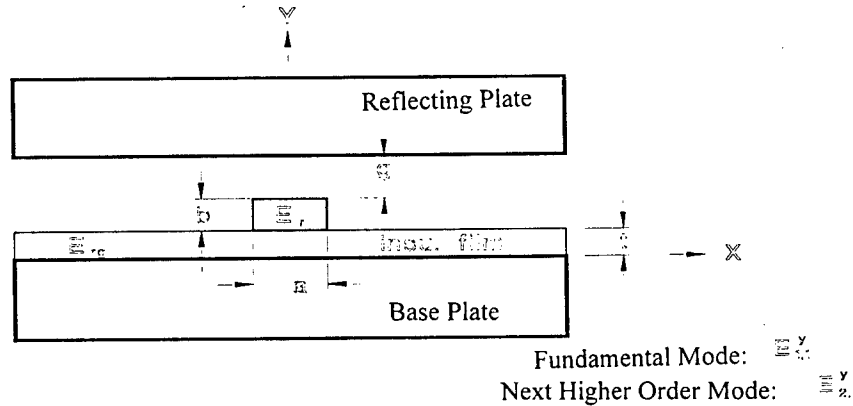 Y
Reflecting Plate
b
Insu. film
X
a
Base Plate
Fundamental Mode: E y
Next Higher Order Mode: E y